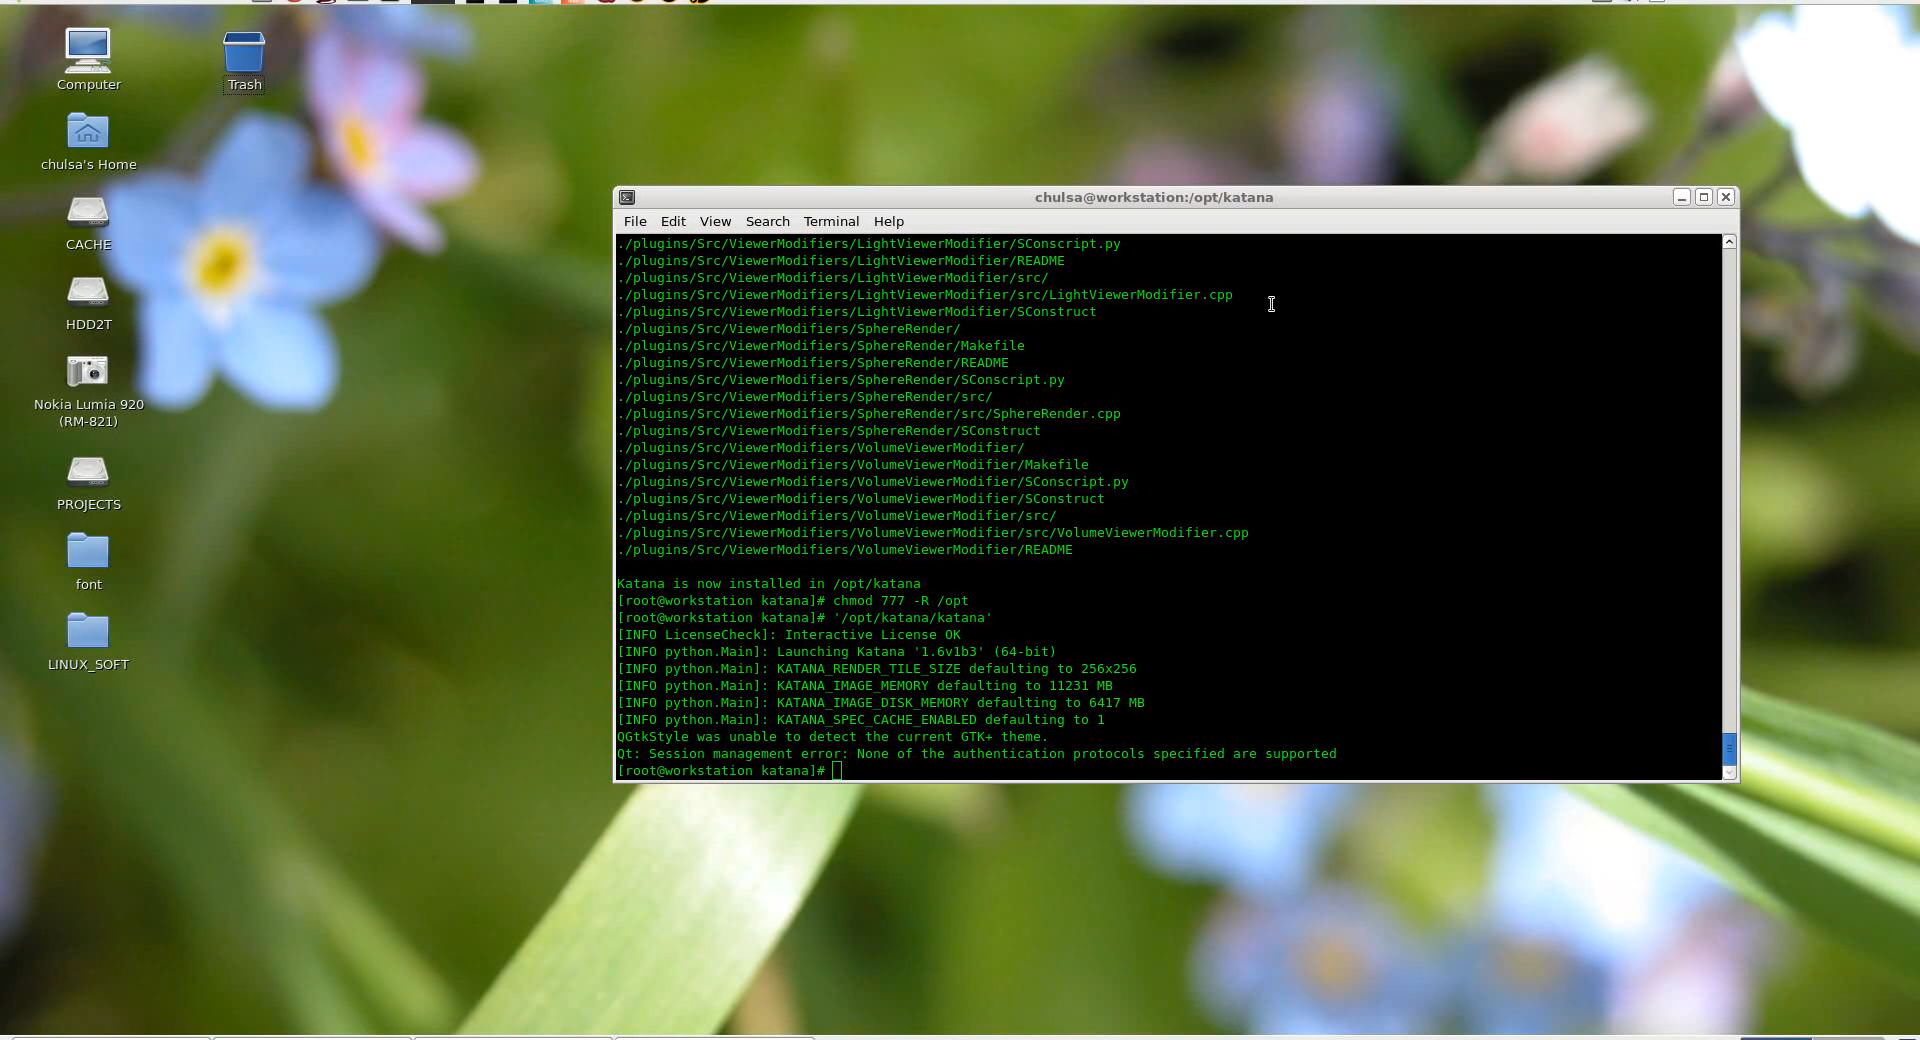 Computer
Trash
chulsa's Home
CACHE
HDD2T
Nokia Lumia 920
(RM-821)
PROJECTS
font
LINUX_SOFT
chulsa@workstation:/opt/katana
File Edit View Search Terminal Help
./plugins/Src/ViewerModifiers/LightViewerModifier/SConscript.py
./plugins/Src/ViewerModifiers/LightViewerModifier/README
./plugins/Src/ViewerModifiers/LightViewerModifier/src/
./plugins/Src/ViewerModifiers/LightViewerModifier/src/LightViewerModifier.cpp
./plugins/Src/ViewerModifiers/LightViewerModifier/SConstruct
./plugins/Src/ViewerModifiers/SphereRender/
./plugins/Src/ViewerModifiers/SphereRender/Makefile
./plugins/Src/ViewerModifiers/SphereRender/README
./plugins/Src/ViewerModifiers/SphereRender/SConscript.py
./plugins/Src/ViewerModifiers/SphereRender/src/
./plugins/Src/ViewerModifiers/SphereRender/src/SphereRender.cpp
./plugins/Src/ViewerModifiers/SphereRender/SConstruct
./plugins/Src/ViewerModifiers/VolumeViewerModifier/
./plugins/Src/ViewerModifiers/VolumeViewerModifier/Makefile
./plugins/Src/ViewerModifiers/VolumeViewerModifier/SConscript.py
./plugins/Src/ViewerModifiers/VolumeViewerModifier/SConstruct
./plugins/Src/ViewerModifiers/VolumeViewerModifier/src/
./plugins/Src/ViewerModifiers/VolumeViewerModifier/src/VolumeViewerModifier.cpp
./plugins/Src/ViewerModifiers/VolumeViewerModifier/README
Katana is now installed in /opt/katana
[root@workstation katana]# chmod 777 -R /opt
[root@workstation katana]# '/opt/katana/katana'
[INFO LicenseCheck]: Interactive License OK
[INFO python.Main]: Launching Katana '1.6v1b3' (64-bit)
[INFO python.Main]: KATANA_RENDER_TILE_SIZE defaulting to 256x256
[INFO python.Main]: KATANA_IMAGE_MEMORY defaulting to 11231 MB
[INFO python.Main]: KATANA_IMAGE_DISK_MEMORY defaulting to 6417 MB
[INFO python.Main]: KATANA_SPEC_CACHE_ENABLED defaulting to 1
QGtkStyle was unable to detect the current GTK+ theme.
Qt: Session management error: None of the authentication protocols specified are supported
[root@workstation katana]#